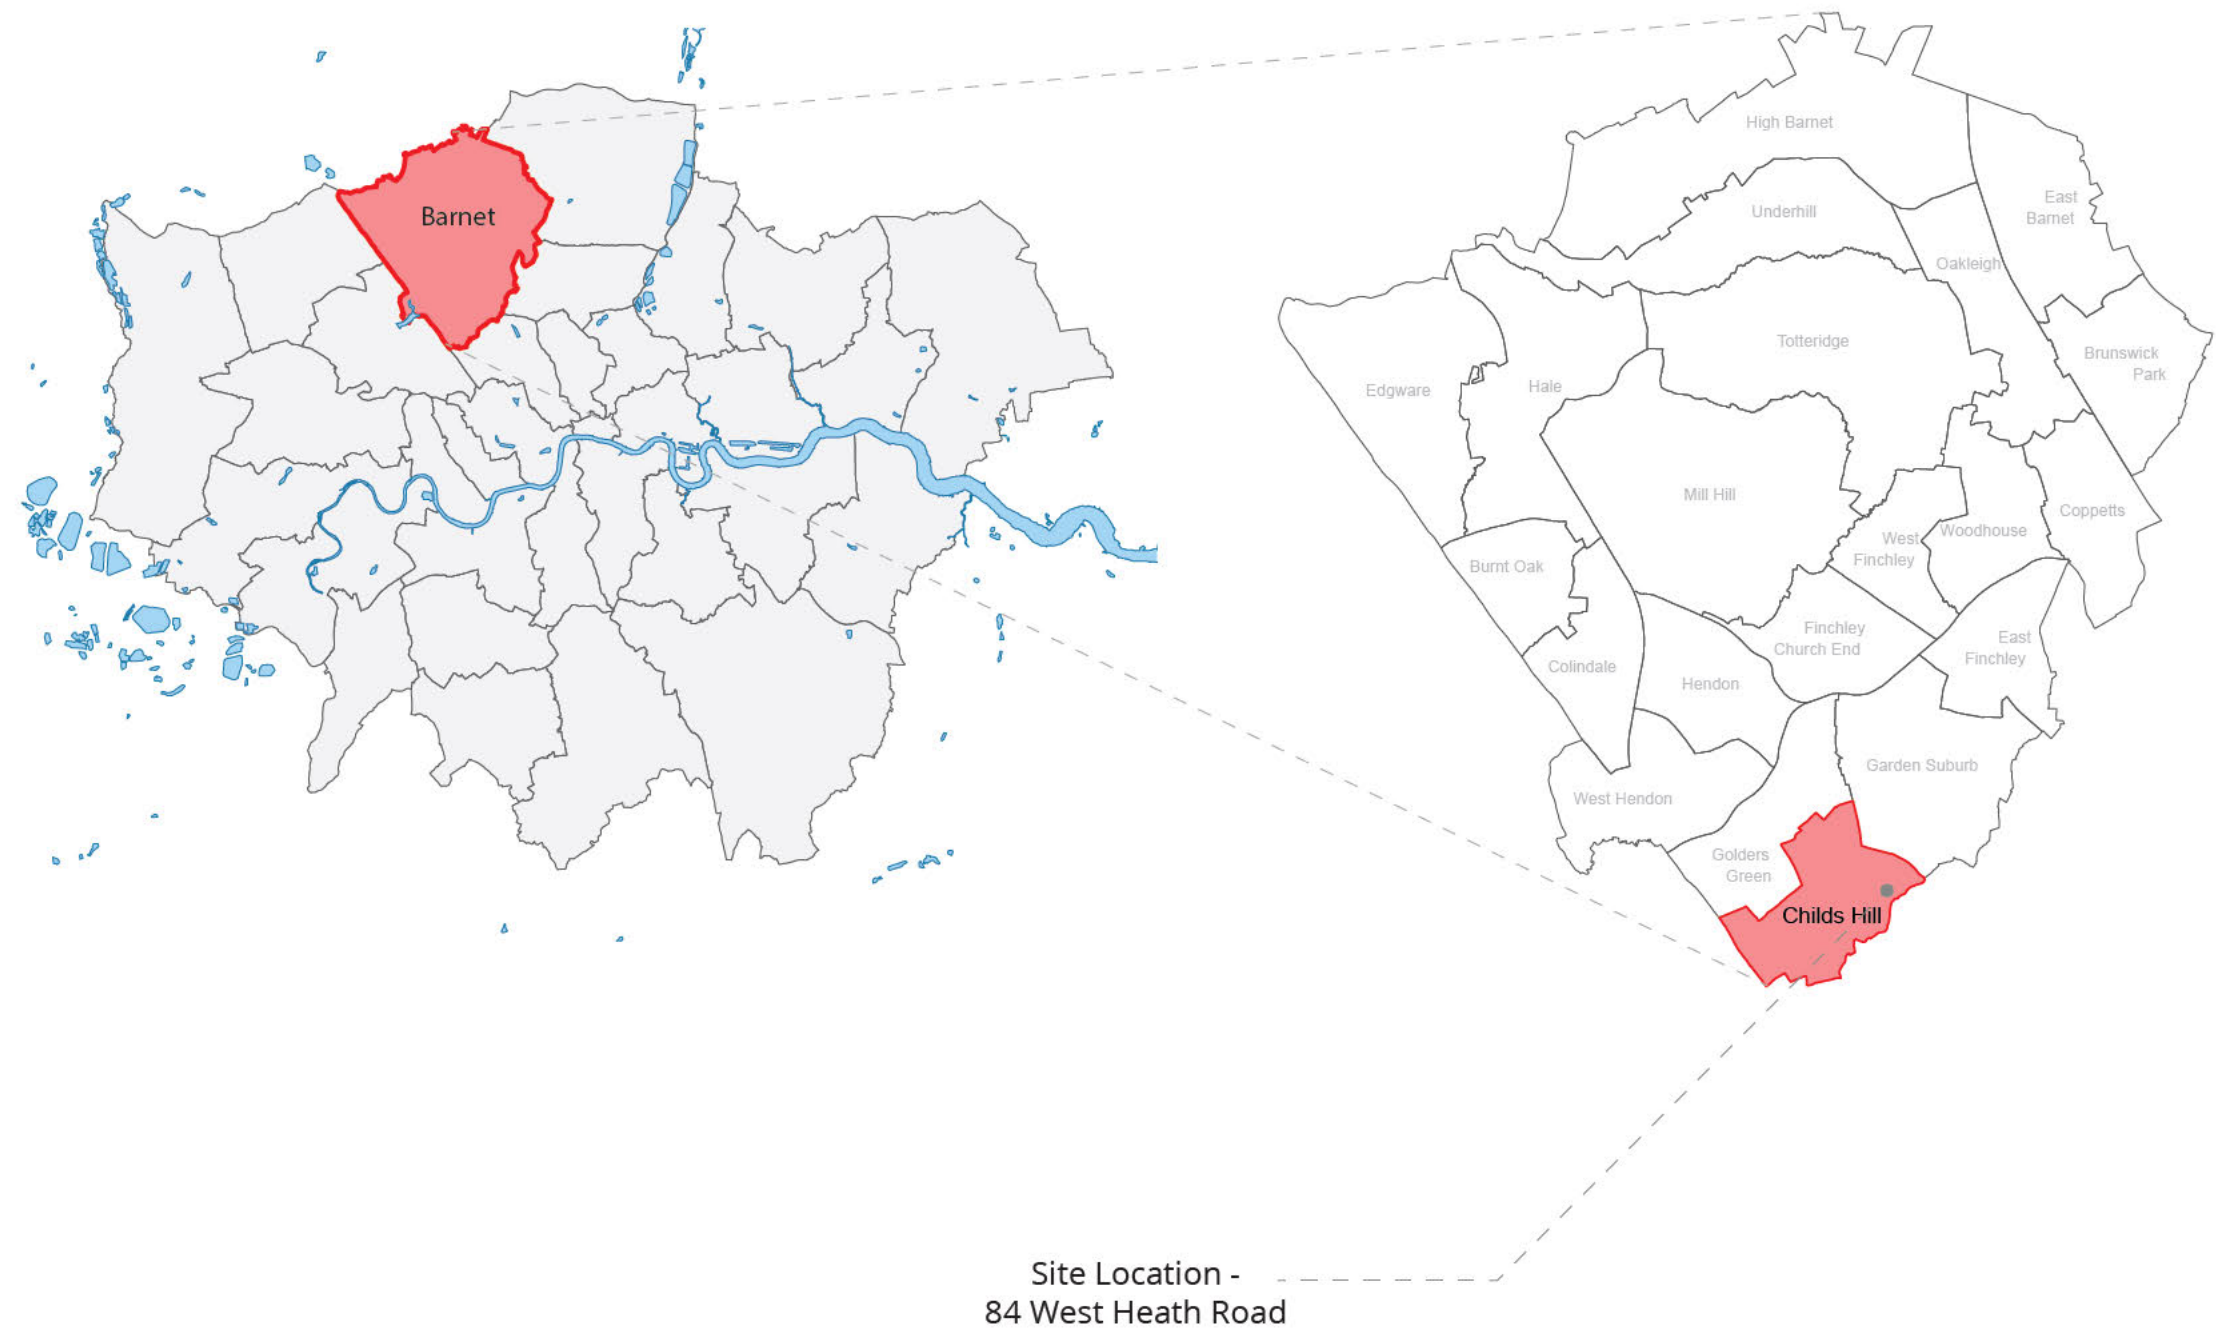 Barnet
High Barnet
East
Barnet
Underhill
Oakleigh
Totteridge
Brunswick
Park
Edgware
Hale
Mill Hill
Coppetts
Woodhouse
West
Finchley
Burnt Oak
Finchley
Church End
East
Finchley
Colindale
Hendon
Garden Suburb
West Hendon
Golders
Green
Childs Hill
Site Location -
84 West Heath Road